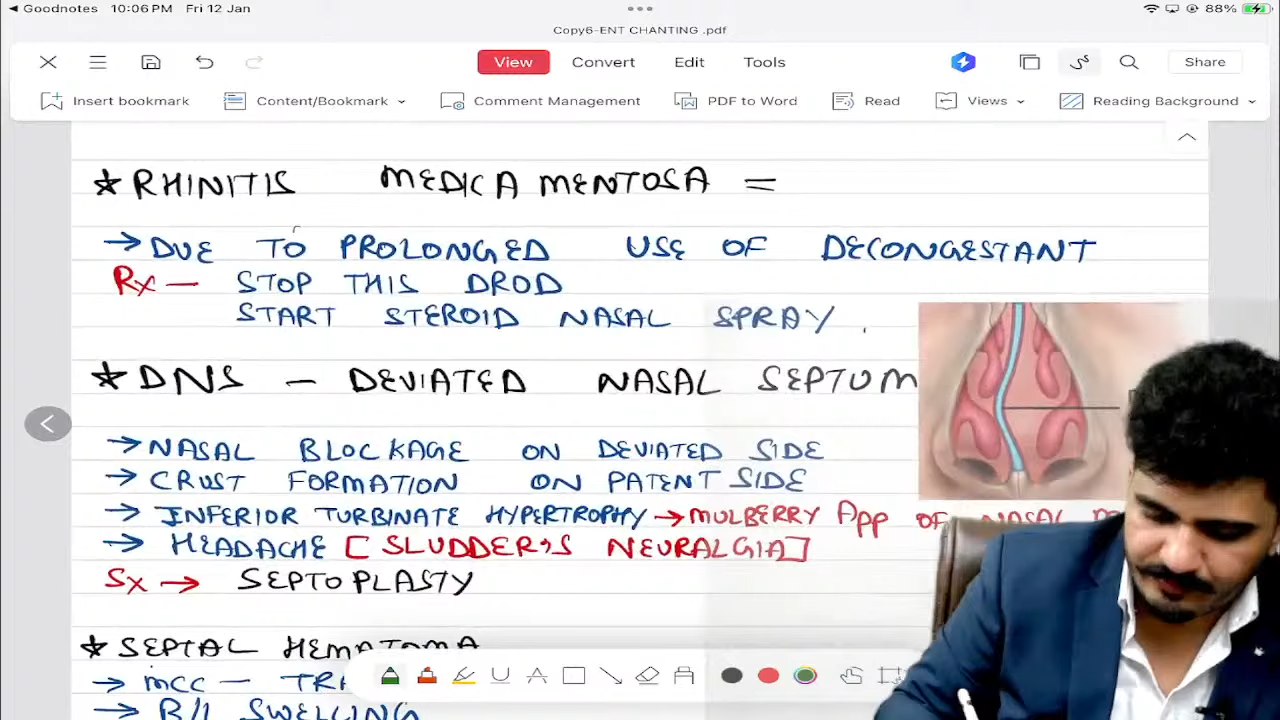 Goodnotes 10:06 PM Fri 12 Jan 88%
Copy6-ENT CHANTING .pdf
View Convert Edit Tools Share
Insert bookmark Content/Bookmark Comment Management PDF to Word Read Views Reading Background
★ RHINITIS MEDICAMENTOSA =
→ DUE TO PROLONGED USE OF DECONGESTANT
Rx — STOP THIS DROD
START STEROID NASAL SPRAY.
★ DNS — DEVIATED NASAL SEPTUM
→ NASAL BLOCKAGE ON DEVIATED SIDE
→ CRUST FORMATION ON PATENT SIDE
→ INFERIOR TURBINATE HYPERTROPHY → MULBERRY App OF NASAL
→ HEADACHE [SLUDDER'S NEURALGIA]
Sx → SEPTOPLASTY
★ SEPTAL HEMATOMA
→ MCC —
→ B/L SWELLING